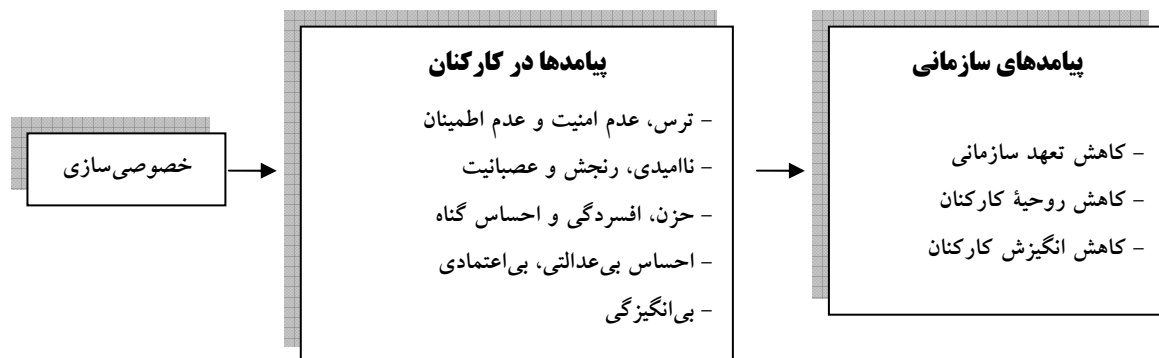 خصوصی‌سازی
پیامدها در کارکنان
- ترس، عدم امنیت و عدم اطمینان
- ناامیدی، رنجش و عصبانیت
- حزن، افسردگی و احساس گناه
- احساس بی‌عدالتی، بی‌اعتمادی
- بی‌انگیزگی
پیامدهای سازمانی
- کاهش تعهد سازمانی
- کاهش روحیهٔ کارکنان
- کاهش انگیزش کارکنان